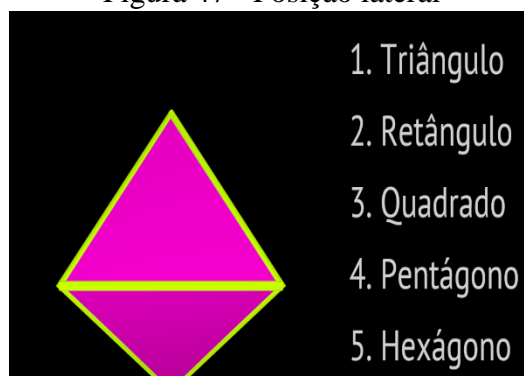 1. Triângulo
2. Retângulo
3. Quadrado
4. Pentágono
5. Hexágono